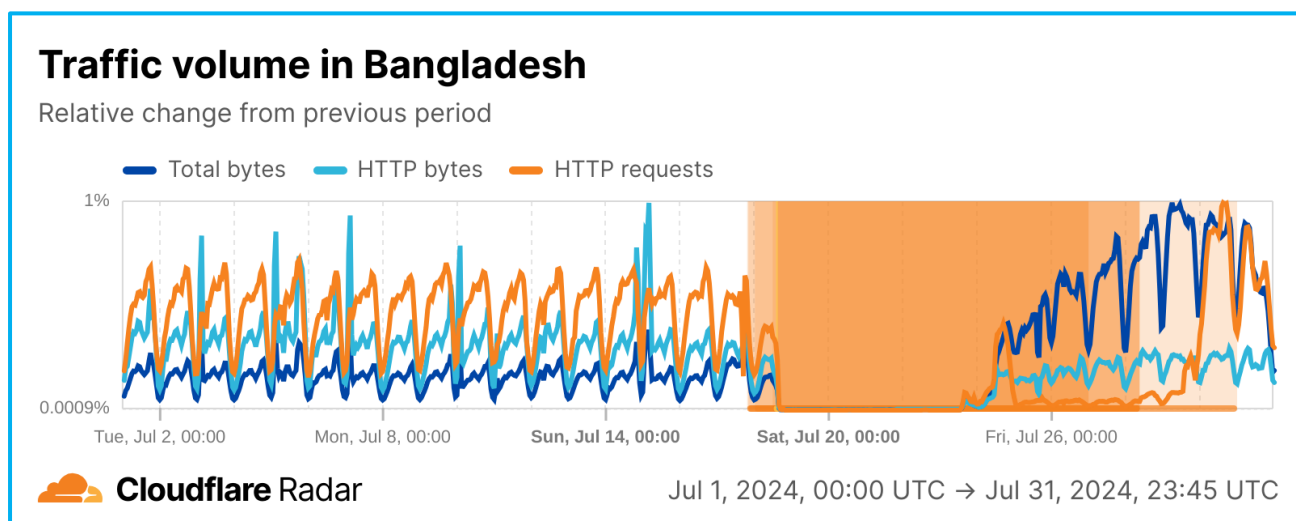 Traffic volume in Bangladesh
Relative change from previous period
Total bytes HTTP bytes HTTP requests
1%
0.0009%
Tue, Jul 2, 00:00 Mon, Jul 8, 00:00 Sun, Jul 14, 00:00 Sat, Jul 20, 00:00 Fri, Jul 26, 00:00
Cloudflare Radar Jul 1, 2024, 00:00 UTC → Jul 31, 2024, 23:45 UTC